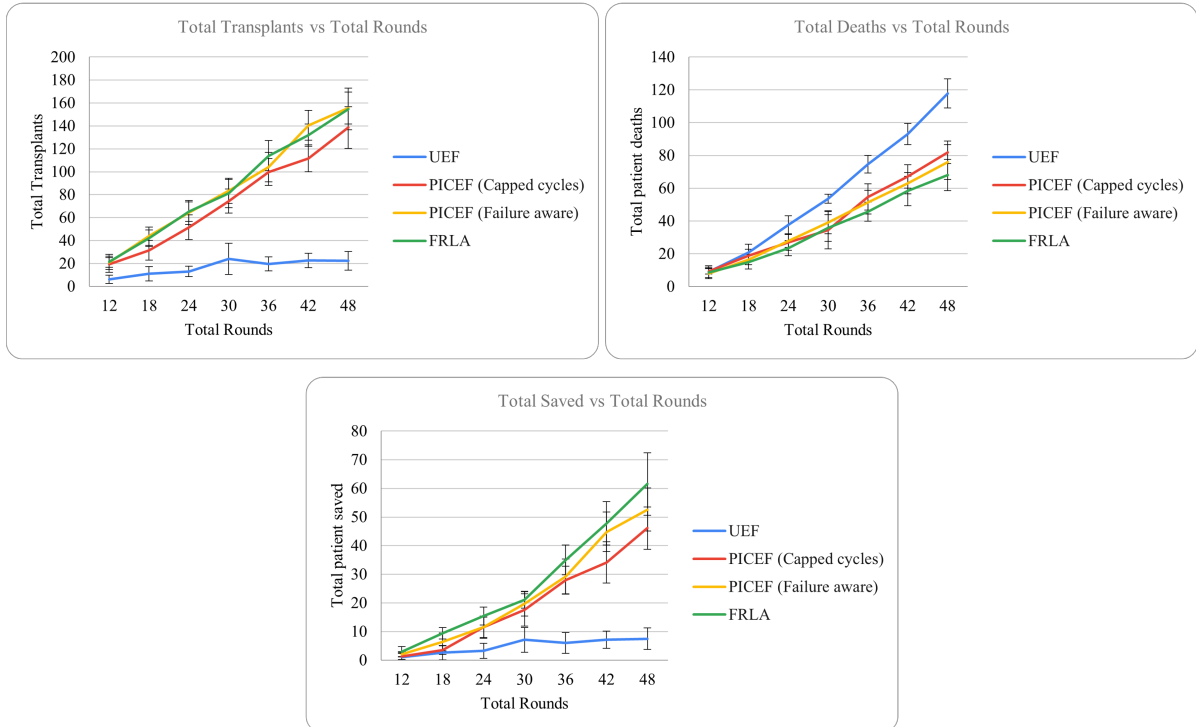 Total Transplants vs Total Rounds
200
180
160
140
120
100
80
60
40
20
0
Total Transplants
12 18 24 30 36 42 48
Total Rounds
UEF
PICEF (Capped cycles)
PICEF (Failure aware)
FRLA
Total Deaths vs Total Rounds
140
120
100
80
60
40
20
0
Total patient deaths
12 18 24 30 36 42 48
Total Rounds
UEF
PICEF (Capped cycles)
PICEF (Failure aware)
FRLA
Total Saved vs Total Rounds
80
70
60
50
40
30
20
10
0
Total patient saved
12 18 24 30 36 42 48
Total Rounds
UEF
PICEF (Capped cycles)
PICEF (Failure aware)
FRLA